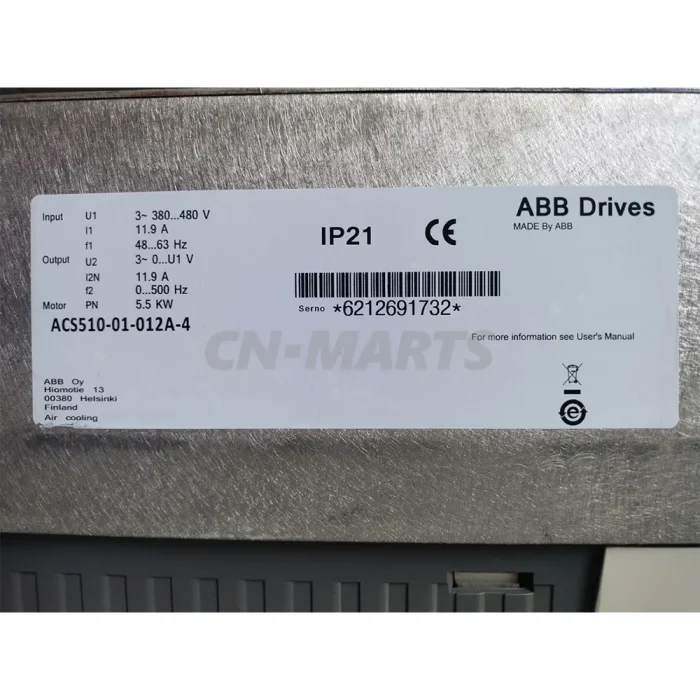 Input U1 3~ 380...480 V
I1 11.9 A
f1 48...63 Hz
Output U2 3~ 0...U1 V
I2N 11.9 A
f2 0...500 Hz
Motor PN 5.5 KW
ACS510-01-012A-4
ABB Oy
Hiomotie 13
00380 Helsinki
Finland
Air cooling
IP21 CE
Serno *6212691732*
ABB Drives
MADE By ABB
For more information see User's Manual
CN-MARTS
e